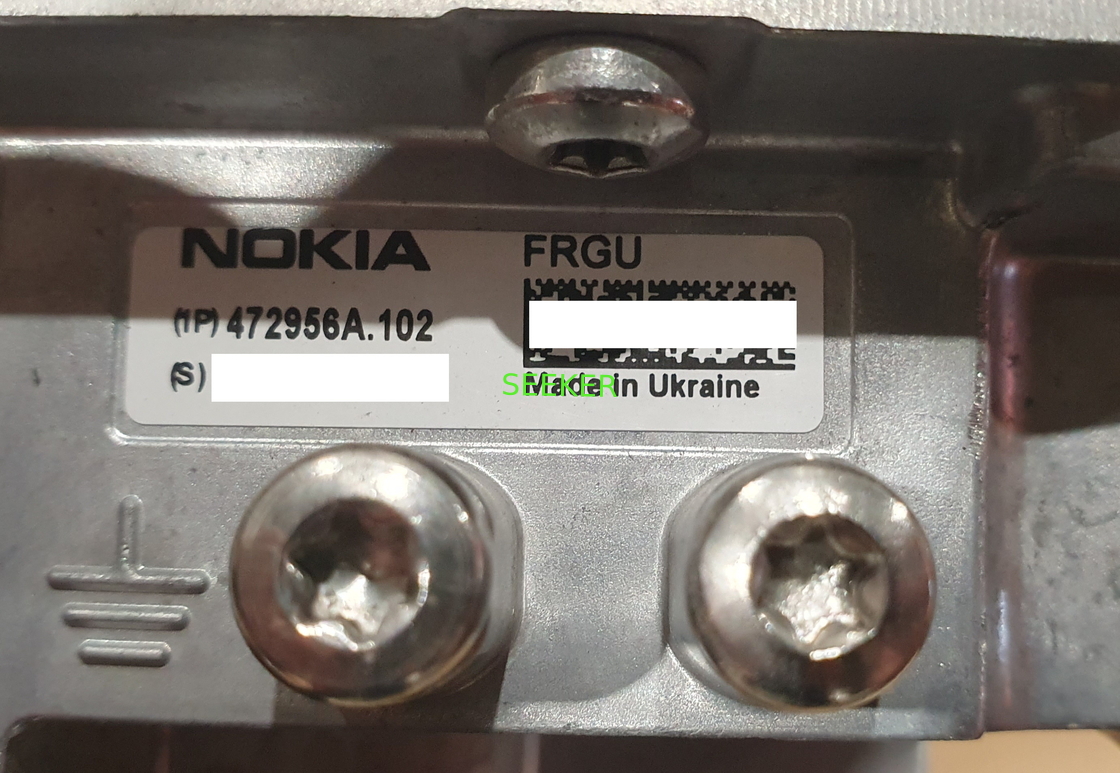 NOKIA
(1P) 472956A.102
(S)
FRGU
Made in Ukraine
SEEKER